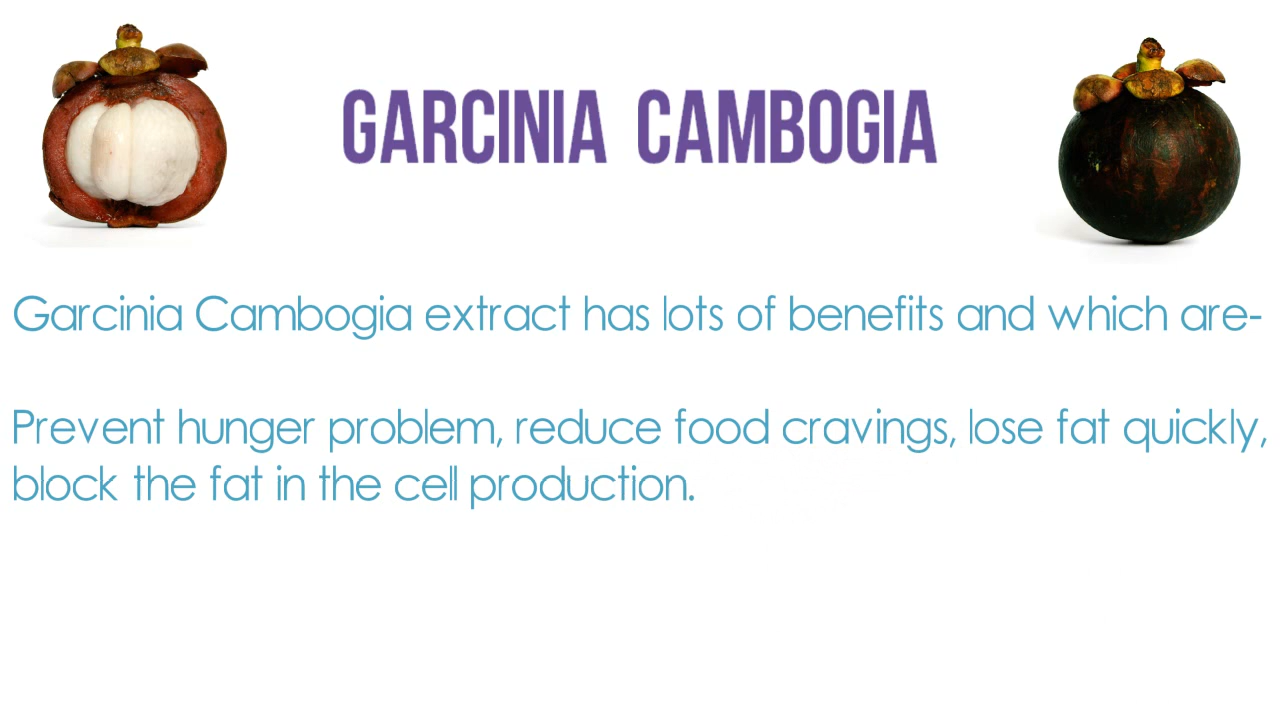 GARCINIA CAMBOGIA
Garcinia Cambogia extract has lots of benefits and which are-
Prevent hunger problem, reduce food cravings, lose fat quickly,
block the fat in the cell production.